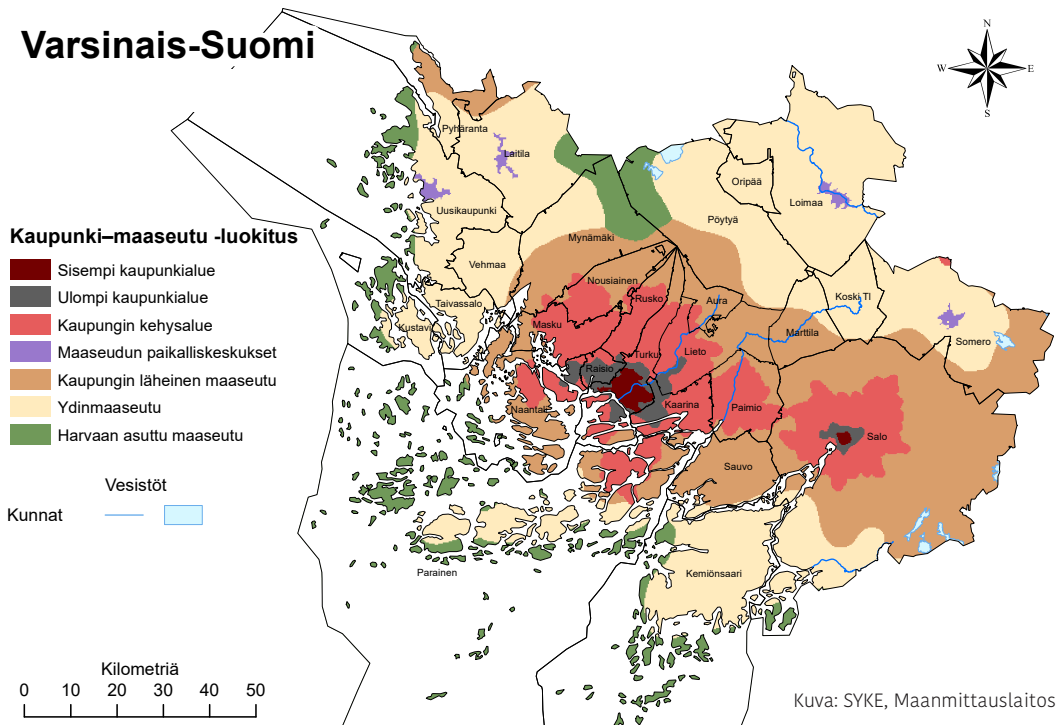 Varsinais-Suomi
N
W
E
S
Kaupunki–maaseutu -luokitus
Sisempi kaupunkialue
Ulompi kaupunkialue
Kaupungin kehysalue
Maaseudun paikalliskeskukset
Kaupungin läheinen maaseutu
Ydinmaaseutu
Harvaan asuttu maaseutu
Vesistöt
Kunnat
Pyhäranta
Laitila
Uusikaupunki
Vehmaa
Taivassalo
Kustavi
Mynämäki
Nousiainen
Masku
Rusko
Raisio
Turku
Naantali
Kaarina
Lieto
Aura
Pöytyä
Oripää
Loimaa
Koski Tl
Marttila
Somero
Paimio
Salo
Sauvo
Kemiönsaari
Parainen
Kilometriä
0 10 20 30 40 50
Kuva: SYKE, Maanmittauslaitos